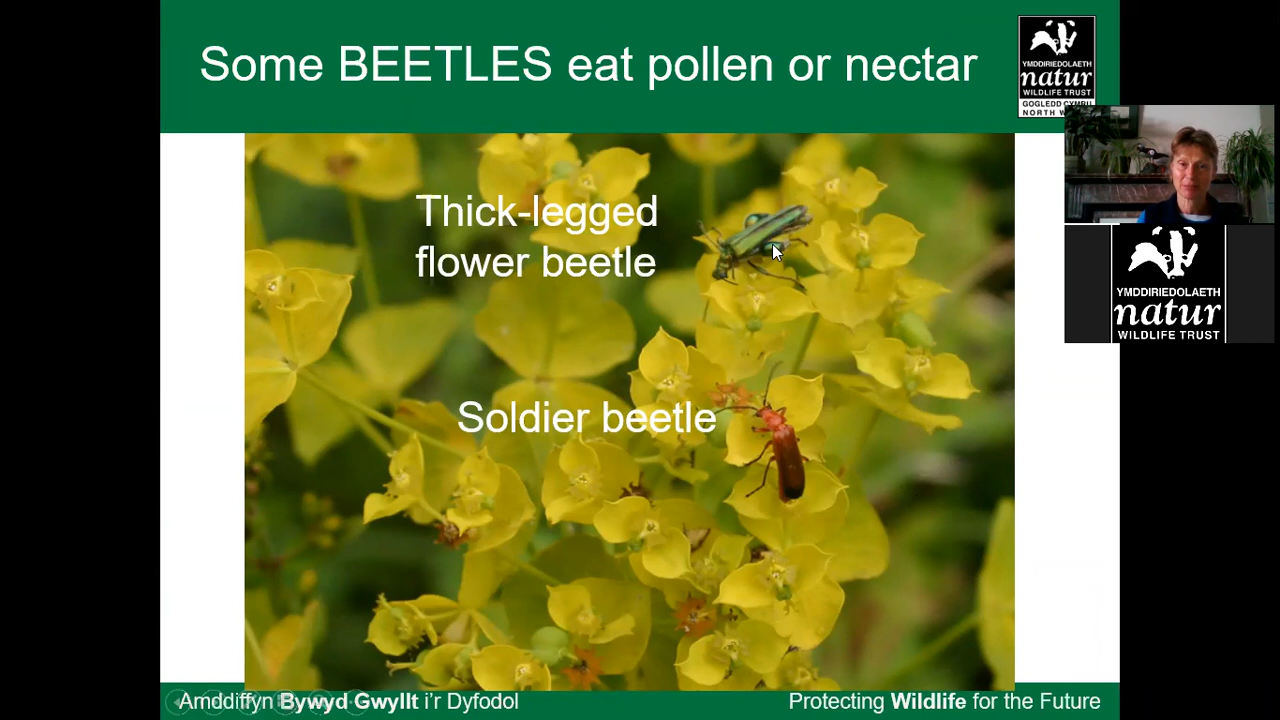 Some BEETLES eat pollen or nectar
YMDDIRIEDOLAETH
natur
WILDLIFE TRUST
GOGLEDD CYMRU
NORTH
Thick-legged
flower beetle
Soldier beetle
YMDDIRIEDOLAETH
natur
WILDLIFE TRUST
Amddiffyn Bywyd Gwyllt i'r Dyfodol
Protecting Wildlife for the Future